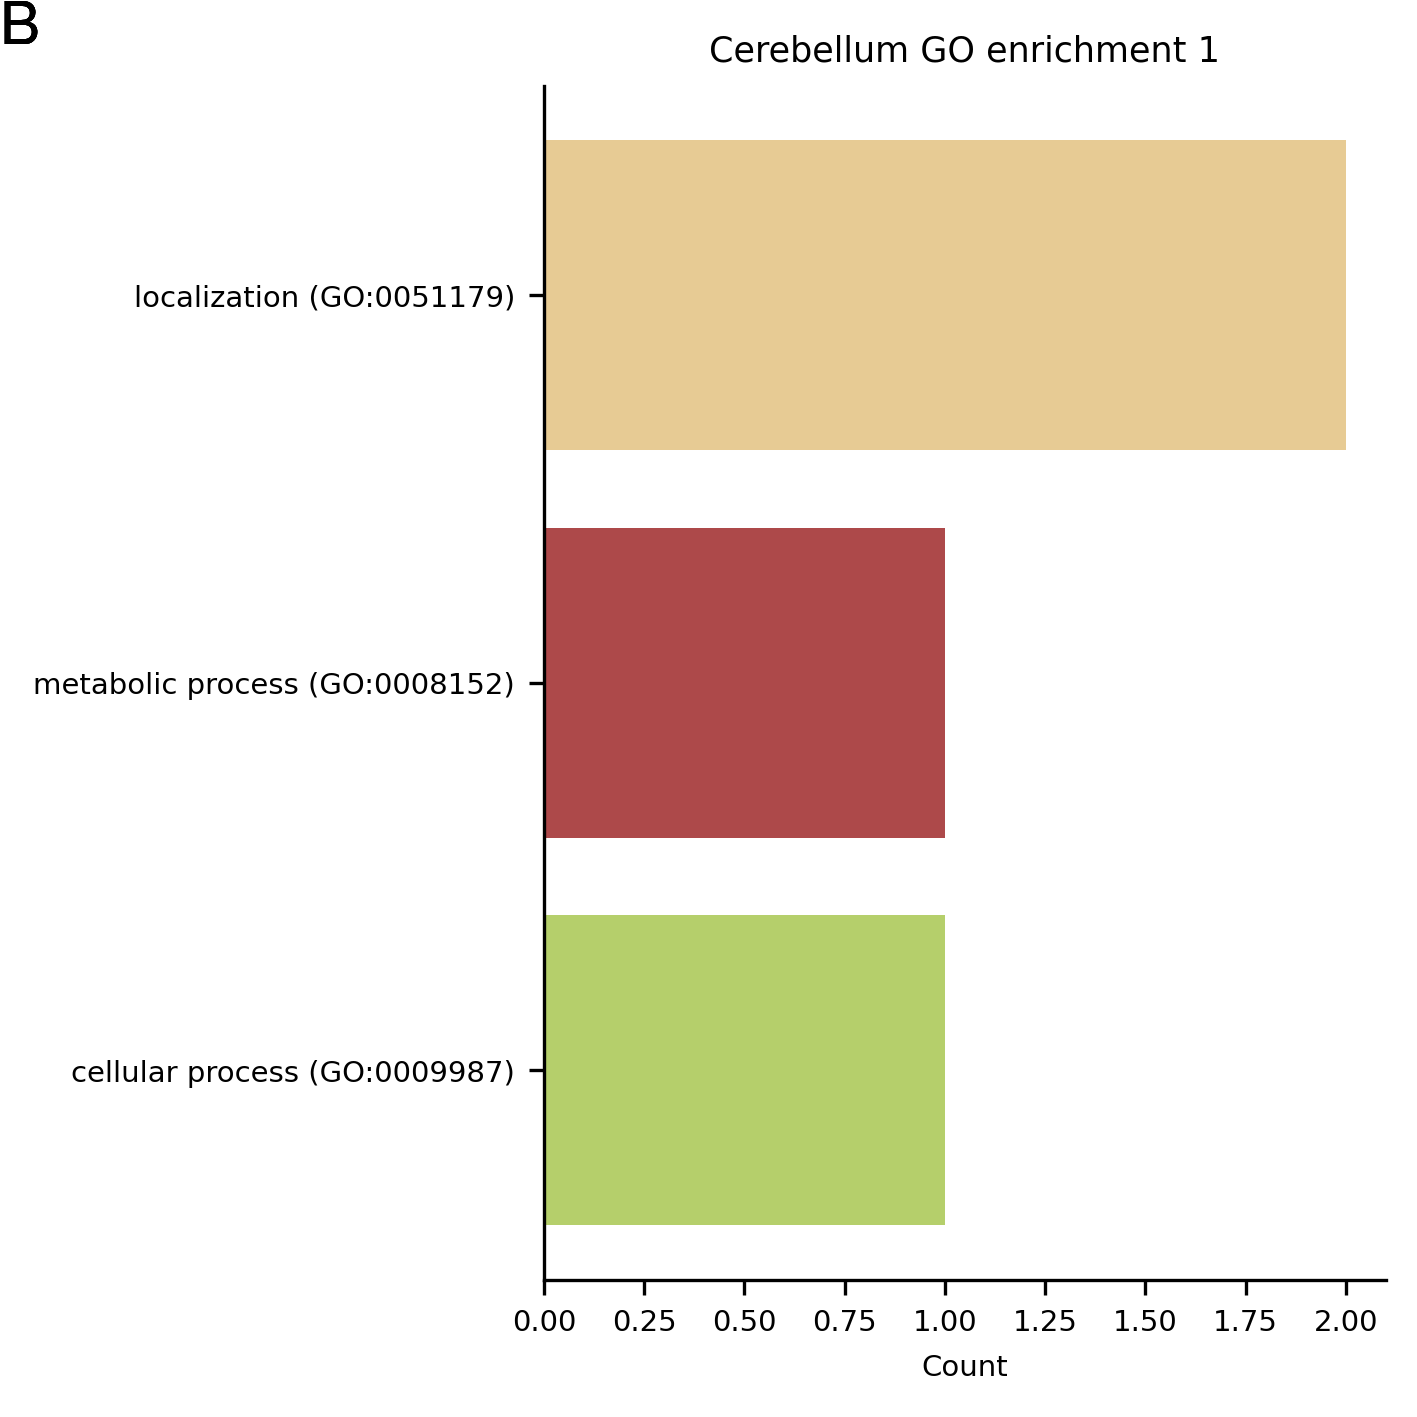 B
Cerebellum GO enrichment 1
localization (GO:0051179)
metabolic process (GO:0008152)
cellular process (GO:0009987)
0.00 0.25 0.50 0.75 1.00 1.25 1.50 1.75 2.00
Count